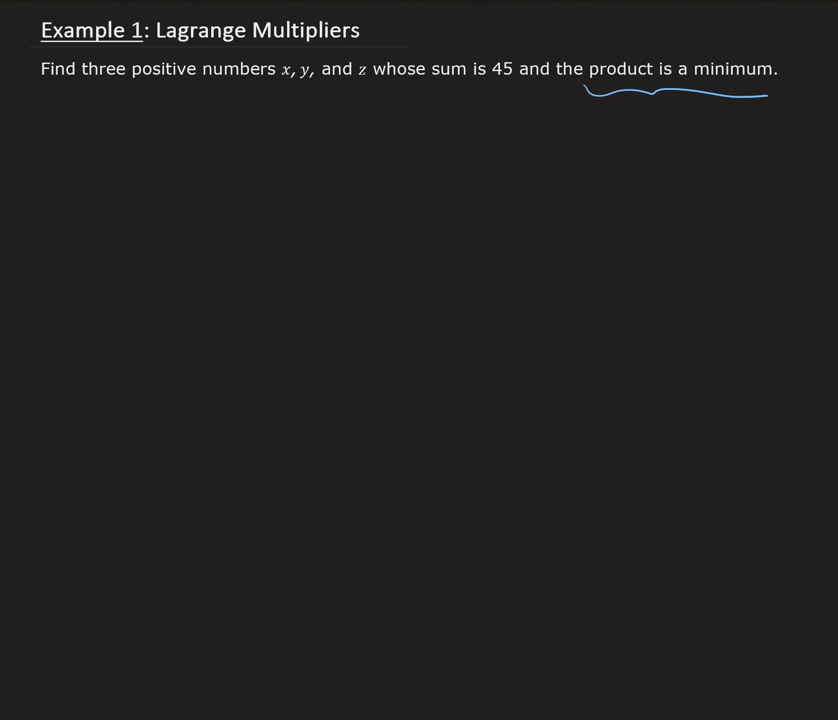 Example 1: Lagrange Multipliers
Find three positive numbers x, y, and z whose sum is 45 and the product is a minimum.